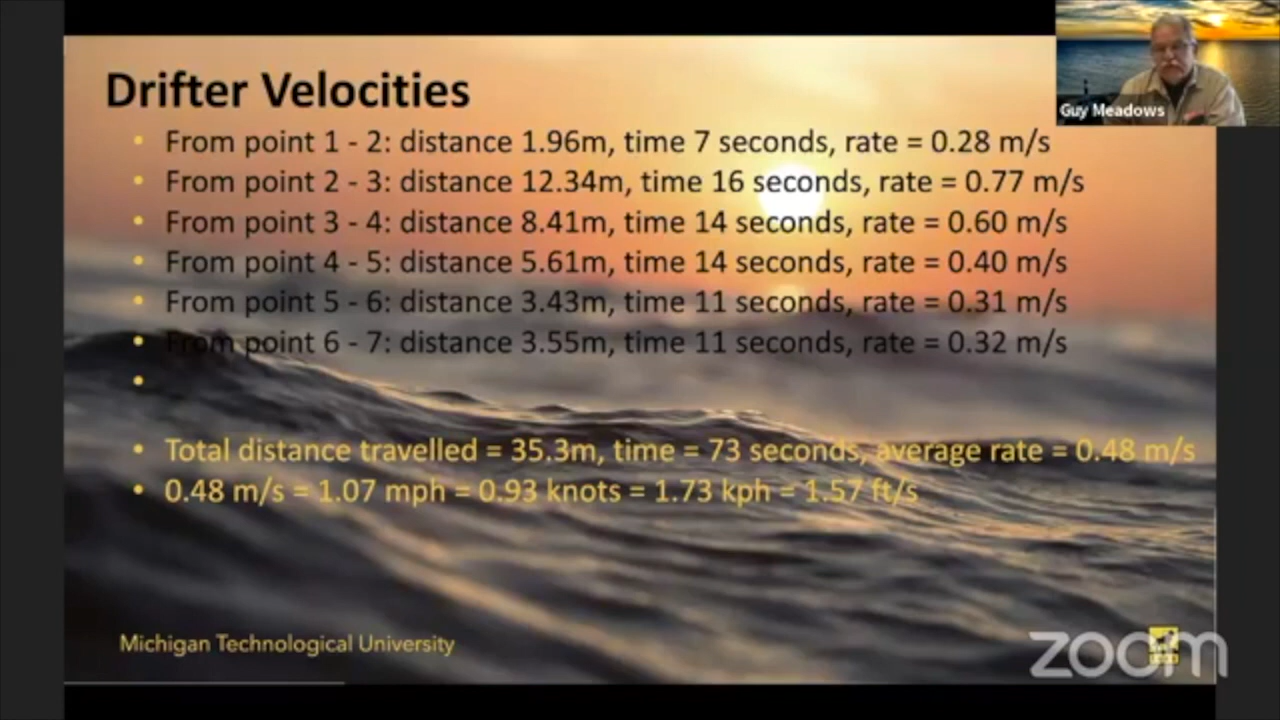 Drifter Velocities
Guy Meadows
• From point 1 - 2: distance 1.96m, time 7 seconds, rate = 0.28 m/s
• From point 2 - 3: distance 12.34m, time 16 seconds, rate = 0.77 m/s
• From point 3 - 4: distance 8.41m, time 14 seconds, rate = 0.60 m/s
• From point 4 - 5: distance 5.61m, time 14 seconds, rate = 0.40 m/s
• From point 5 - 6: distance 3.43m, time 11 seconds, rate = 0.31 m/s
• From point 6 - 7: distance 3.55m, time 11 seconds, rate = 0.32 m/s
•
• Total distance travelled = 35.3m, time = 73 seconds, average rate = 0.48 m/s
• 0.48 m/s = 1.07 mph = 0.93 knots = 1.73 kph = 1.57 ft/s
Michigan Technological University
zoom